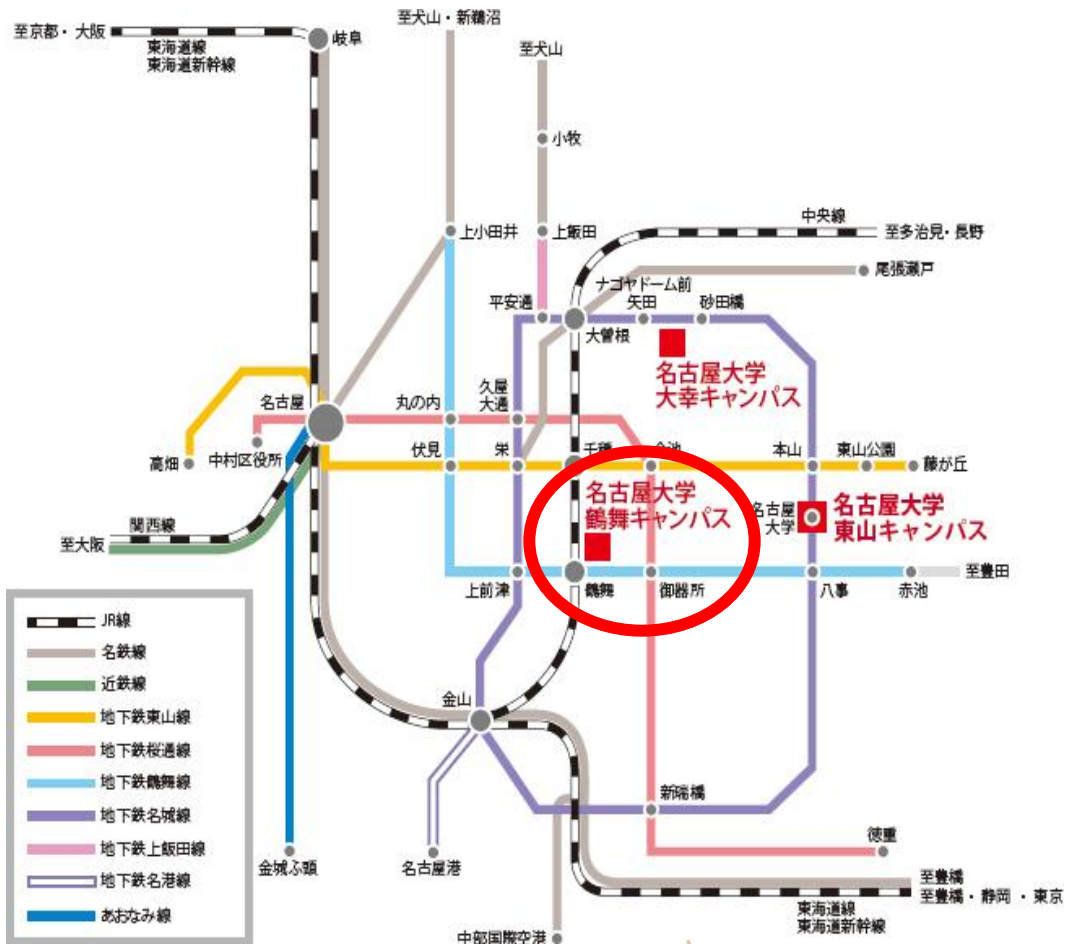 至犬山・新鵜沼
至京都・大阪
東海道線
東海道新幹線
岐阜
至犬山
小牧
中央線
上小田井
上飯田
至多治見・長野
ナゴヤドーム前
尾張瀬戸
平安通
矢田
砂田橋
大曽根
名古屋大学
大幸キャンパス
久屋
大通
名古屋
丸の内
中村区役所
高畑
伏見
栄
千種
今池
本山
東山公園
藤が丘
名古屋大学
鶴舞キャンパス
名古屋
大学
名古屋大学
東山キャンパス
関西線
至大阪
上前津
鶴舞
御器所
八事
赤池
至豊田
JR線
名鉄線
近鉄線
地下鉄東山線
地下鉄桜通線
地下鉄鶴舞線
地下鉄名城線
地下鉄上飯田線
地下鉄名港線
あおなみ線
金山
新瑞橋
徳重
金城ふ頭
名古屋港
至豊橋
至豊橋・静岡・東京
東海道線
東海道新幹線
中部国際空港